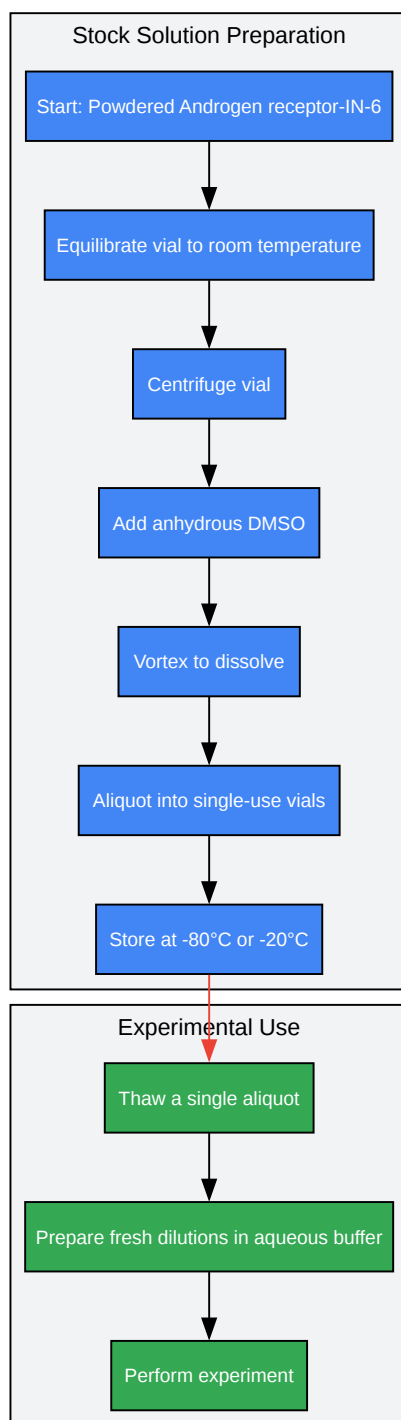 Stock Solution Preparation
Start: Powdered Androgen receptor-IN-6
Equilibrate vial to room temperature
Centrifuge vial
Add anhydrous DMSO
Vortex to dissolve
Aliquot into single-use vials
Store at -80°C or -20°C
Experimental Use
Thaw a single aliquot
Prepare fresh dilutions in aqueous buffer
Perform experiment